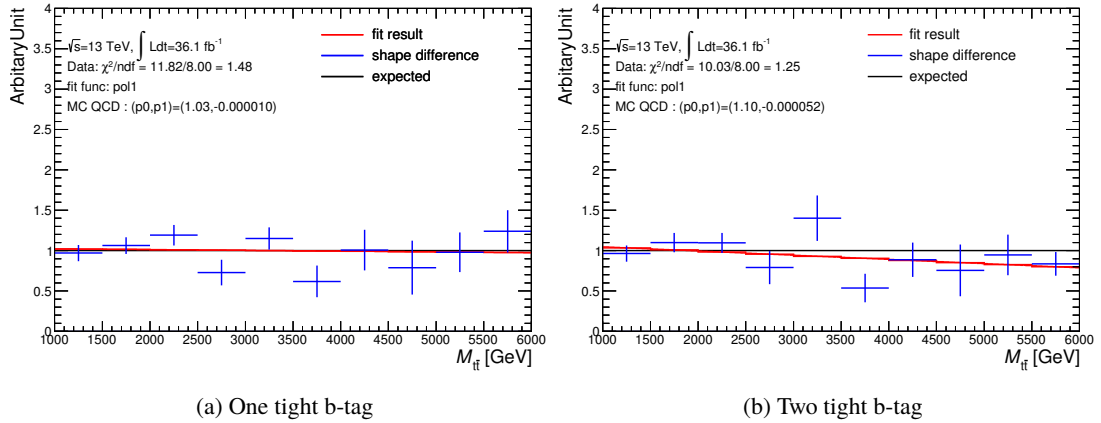 ArbitaryUnit
4
3.5
3
2.5
2
1.5
1
0.5
0
√s=13 TeV, ∫ Ldt=36.1 fb⁻¹
Data: χ²/ndf = 11.82/8.00 = 1.48
fit func: pol1
MC QCD : (p0,p1)=(1.03,-0.000010)
fit result
shape difference
expected
1000 1500 2000 2500 3000 3500 4000 4500 5000 5500 6000
M_{tt̄} [GeV]
(a) One tight b-tag
ArbitaryUnit
4
3.5
3
2.5
2
1.5
1
0.5
0
√s=13 TeV, ∫ Ldt=36.1 fb⁻¹
Data: χ²/ndf = 10.03/8.00 = 1.25
fit func: pol1
MC QCD : (p0,p1)=(1.10,-0.000052)
fit result
shape difference
expected
1000 1500 2000 2500 3000 3500 4000 4500 5000 5500 6000
M_{tt̄} [GeV]
(b) Two tight b-tag